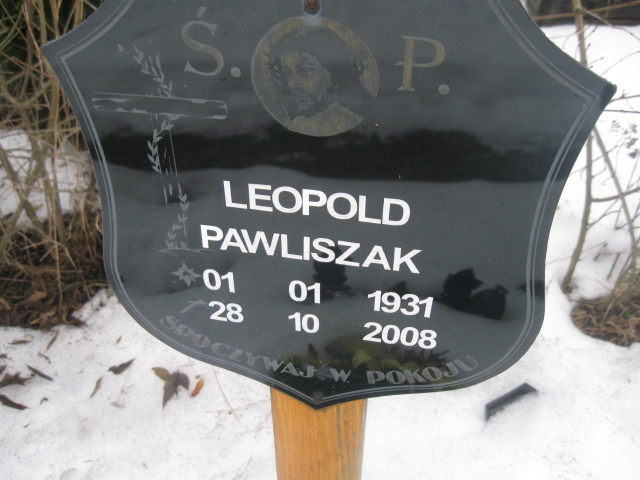 Ś. P.
LEOPOLD
PAWLISZAK
01 01 1931
28 10 2008
SPOCZYWAJ W POKOJU